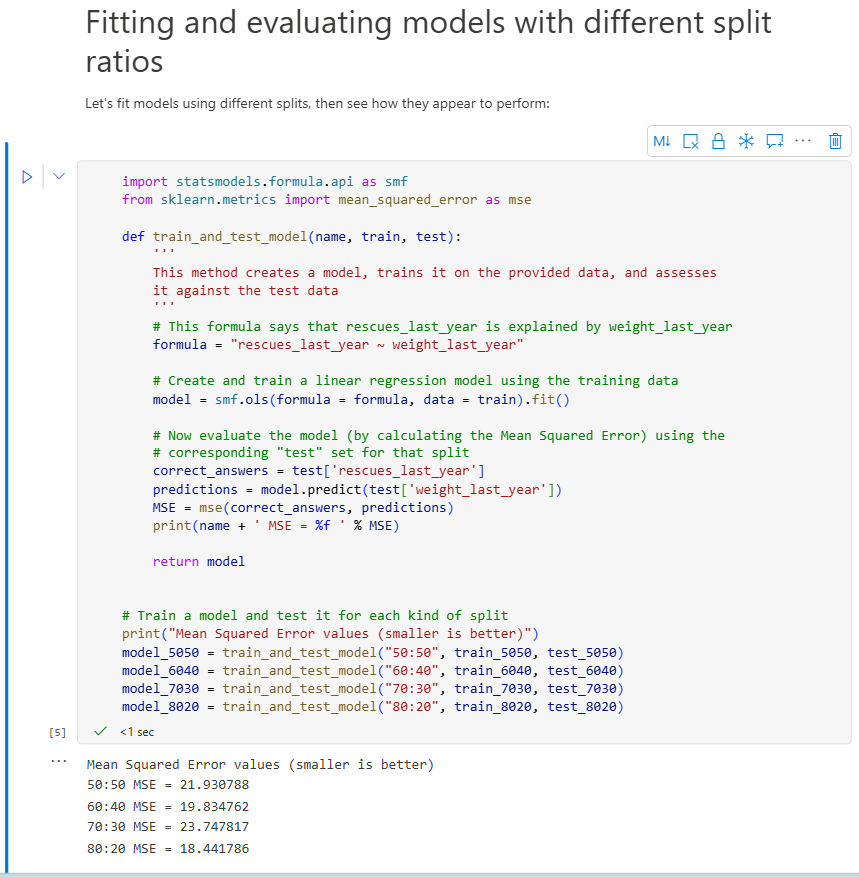 Fitting and evaluating models with different split
ratios
Let's fit models using different splits, then see how they appear to perform:
M↓
import statsmodels.formula.api as smf
from sklearn.metrics import mean_squared_error as mse
def train_and_test_model(name, train, test):
'''
This method creates a model, trains it on the provided data, and assesses
it against the test data
'''
# This formula says that rescues_last_year is explained by weight_last_year
formula = "rescues_last_year ~ weight_last_year"
# Create and train a linear regression model using the training data
model = smf.ols(formula = formula, data = train).fit()
# Now evaluate the model (by calculating the Mean Squared Error) using the
# corresponding "test" set for that split
correct_answers = test['rescues_last_year']
predictions = model.predict(test['weight_last_year'])
MSE = mse(correct_answers, predictions)
print(name + ' MSE = %f ' % MSE)
return model
# Train a model and test it for each kind of split
print("Mean Squared Error values (smaller is better)")
model_5050 = train_and_test_model("50:50", train_5050, test_5050)
model_6040 = train_and_test_model("60:40", train_6040, test_6040)
model_7030 = train_and_test_model("70:30", train_7030, test_7030)
model_8020 = train_and_test_model("80:20", train_8020, test_8020)
[5] <1 sec
Mean Squared Error values (smaller is better)
50:50 MSE = 21.930788
60:40 MSE = 19.834762
70:30 MSE = 23.747817
80:20 MSE = 18.441786